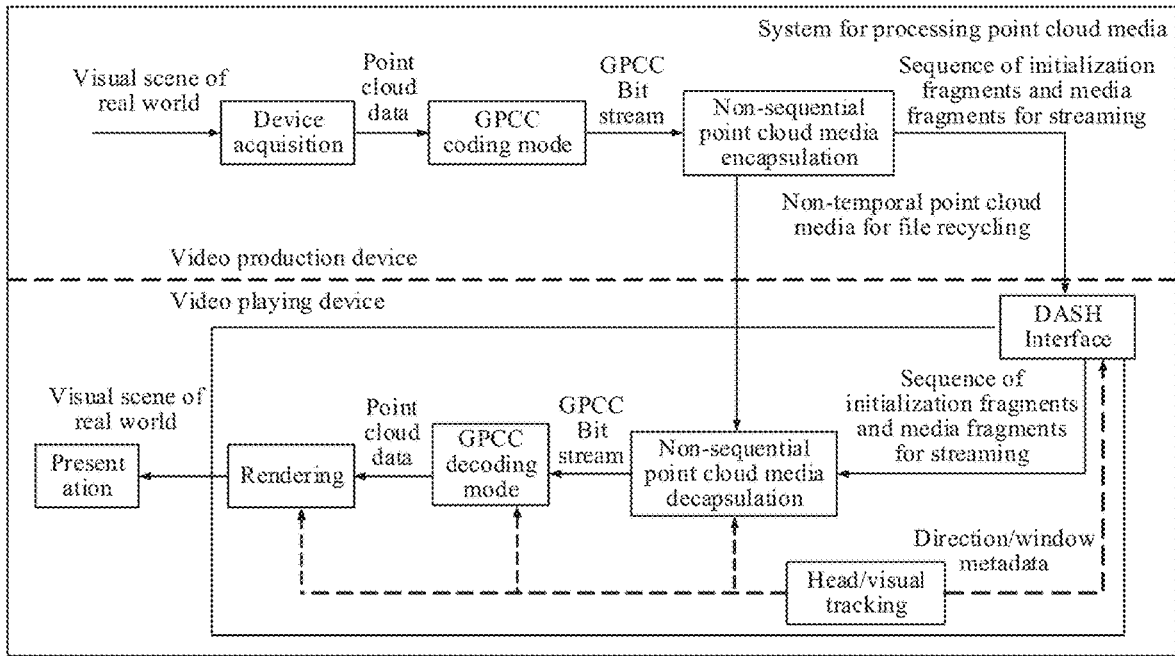 System for processing point cloud media
Visual scene of
real world
Point
cloud
data
GPCC
Bit
stream
Sequence of initialization
fragments and media
fragments for streaming
Device
acquisition
GPCC
coding mode
Non-sequential
point cloud media
encapsulation
Non-temporal point cloud
media for file recycling
Video production device
Video playing device
DASH
Interface
Visual scene of
real world
Point
cloud
data
GPCC
Bit
stream
Sequence of
initialization fragments
and media fragments
for streaming
Present
ation
Rendering
GPCC
decoding
mode
Non-sequential
point cloud media
decapsulation
Direction/window
metadata
Head/visual
tracking